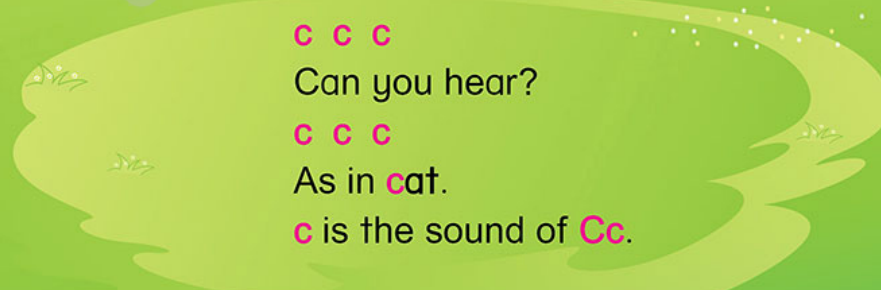 c c c
Can you hear?
c c c
As in cat.
c is the sound of Cc.